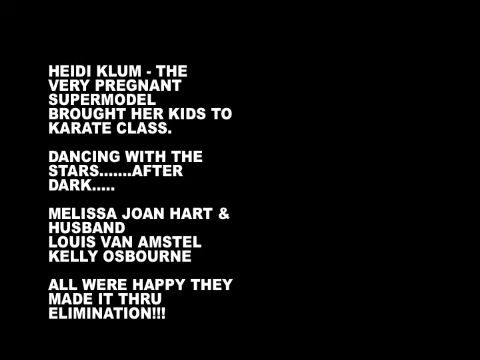 HEIDI KLUM - THE
VERY PREGNANT
SUPERMODEL
BROUGHT HER KIDS TO
KARATE CLASS.
DANCING WITH THE
STARS.......AFTER
DARK.....
MELISSA JOAN HART &
HUSBAND
LOUIS VAN AMSTEL
KELLY OSBOURNE
ALL WERE HAPPY THEY
MADE IT THRU
ELIMINATION!!!